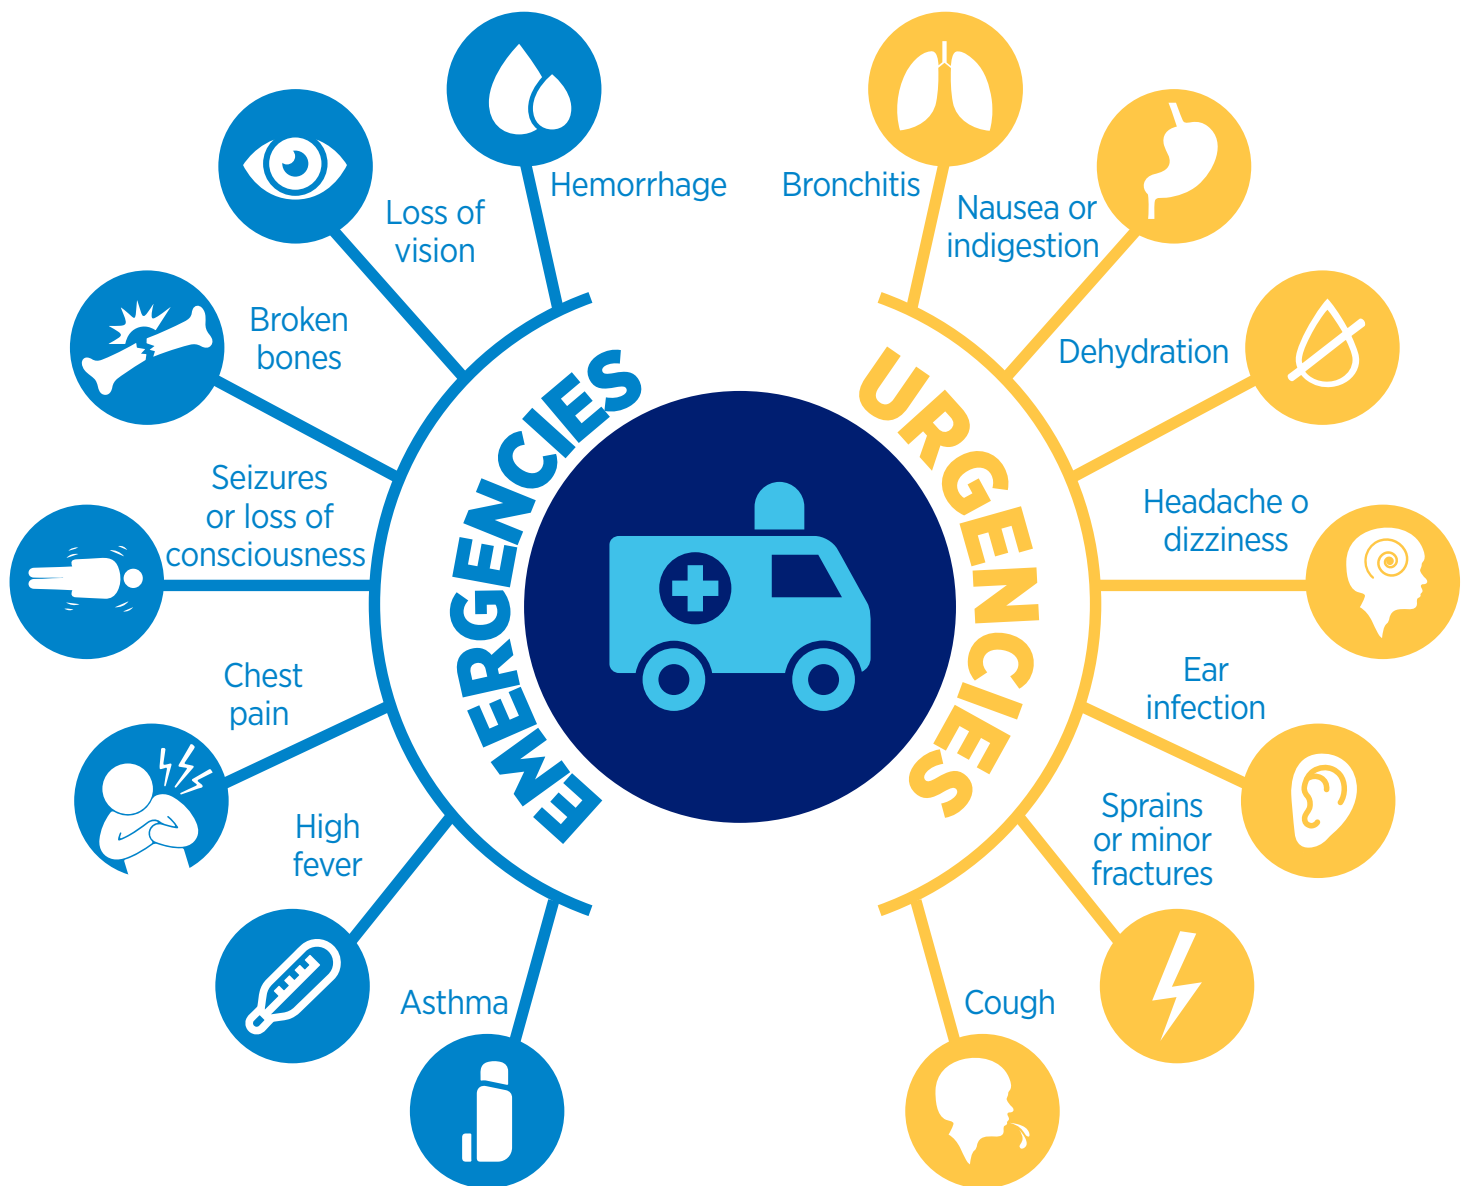 Hemorrhage
Loss of
vision
Broken
bones
Seizures
or loss of
consciousness
Chest
pain
High
fever
Asthma
EMERGENCIES
URGENCIES
Bronchitis
Nausea or
indigestion
Dehydration
Headache o
dizziness
Ear
infection
Sprains
or minor
fractures
Cough